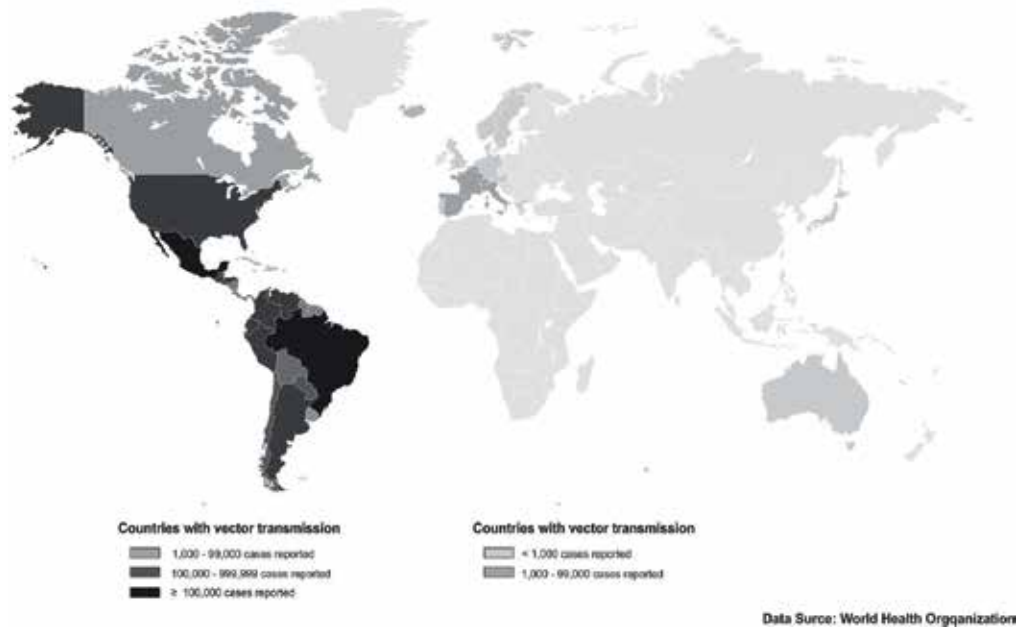 Countries with vector transmission
1,000 - 99,000 cases reported
100,000 - 999,999 cases reported
≥ 100,000 cases reported
Countries with vector transmission
< 1,000 cases reported
1,000 - 99,000 cases reported
Data Surce: World Health Orgqanization